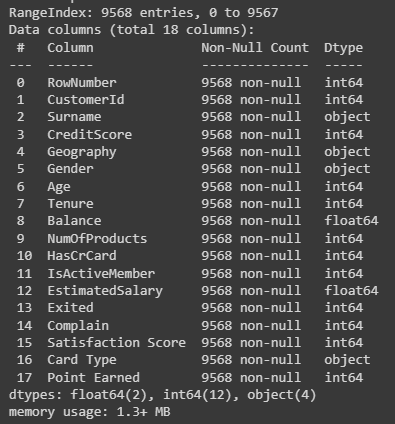 RangeIndex: 9568 entries, 0 to 9567
Data columns (total 18 columns):
 #   Column              Non-Null Count  Dtype
---  ------              --------------  -----
 0   RowNumber           9568 non-null   int64
 1   CustomerId          9568 non-null   int64
 2   Surname             9568 non-null   object
 3   CreditScore         9568 non-null   int64
 4   Geography           9568 non-null   object
 5   Gender              9568 non-null   object
 6   Age                 9568 non-null   int64
 7   Tenure              9568 non-null   int64
 8   Balance             9568 non-null   float64
 9   NumOfProducts       9568 non-null   int64
 10  HasCrCard           9568 non-null   int64
 11  IsActiveMember      9568 non-null   int64
 12  EstimatedSalary     9568 non-null   float64
 13  Exited              9568 non-null   int64
 14  Complain            9568 non-null   int64
 15  Satisfaction Score  9568 non-null   int64
 16  Card Type           9568 non-null   object
 17  Point Earned        9568 non-null   int64
dtypes: float64(2), int64(12), object(4)
memory usage: 1.3+ MB